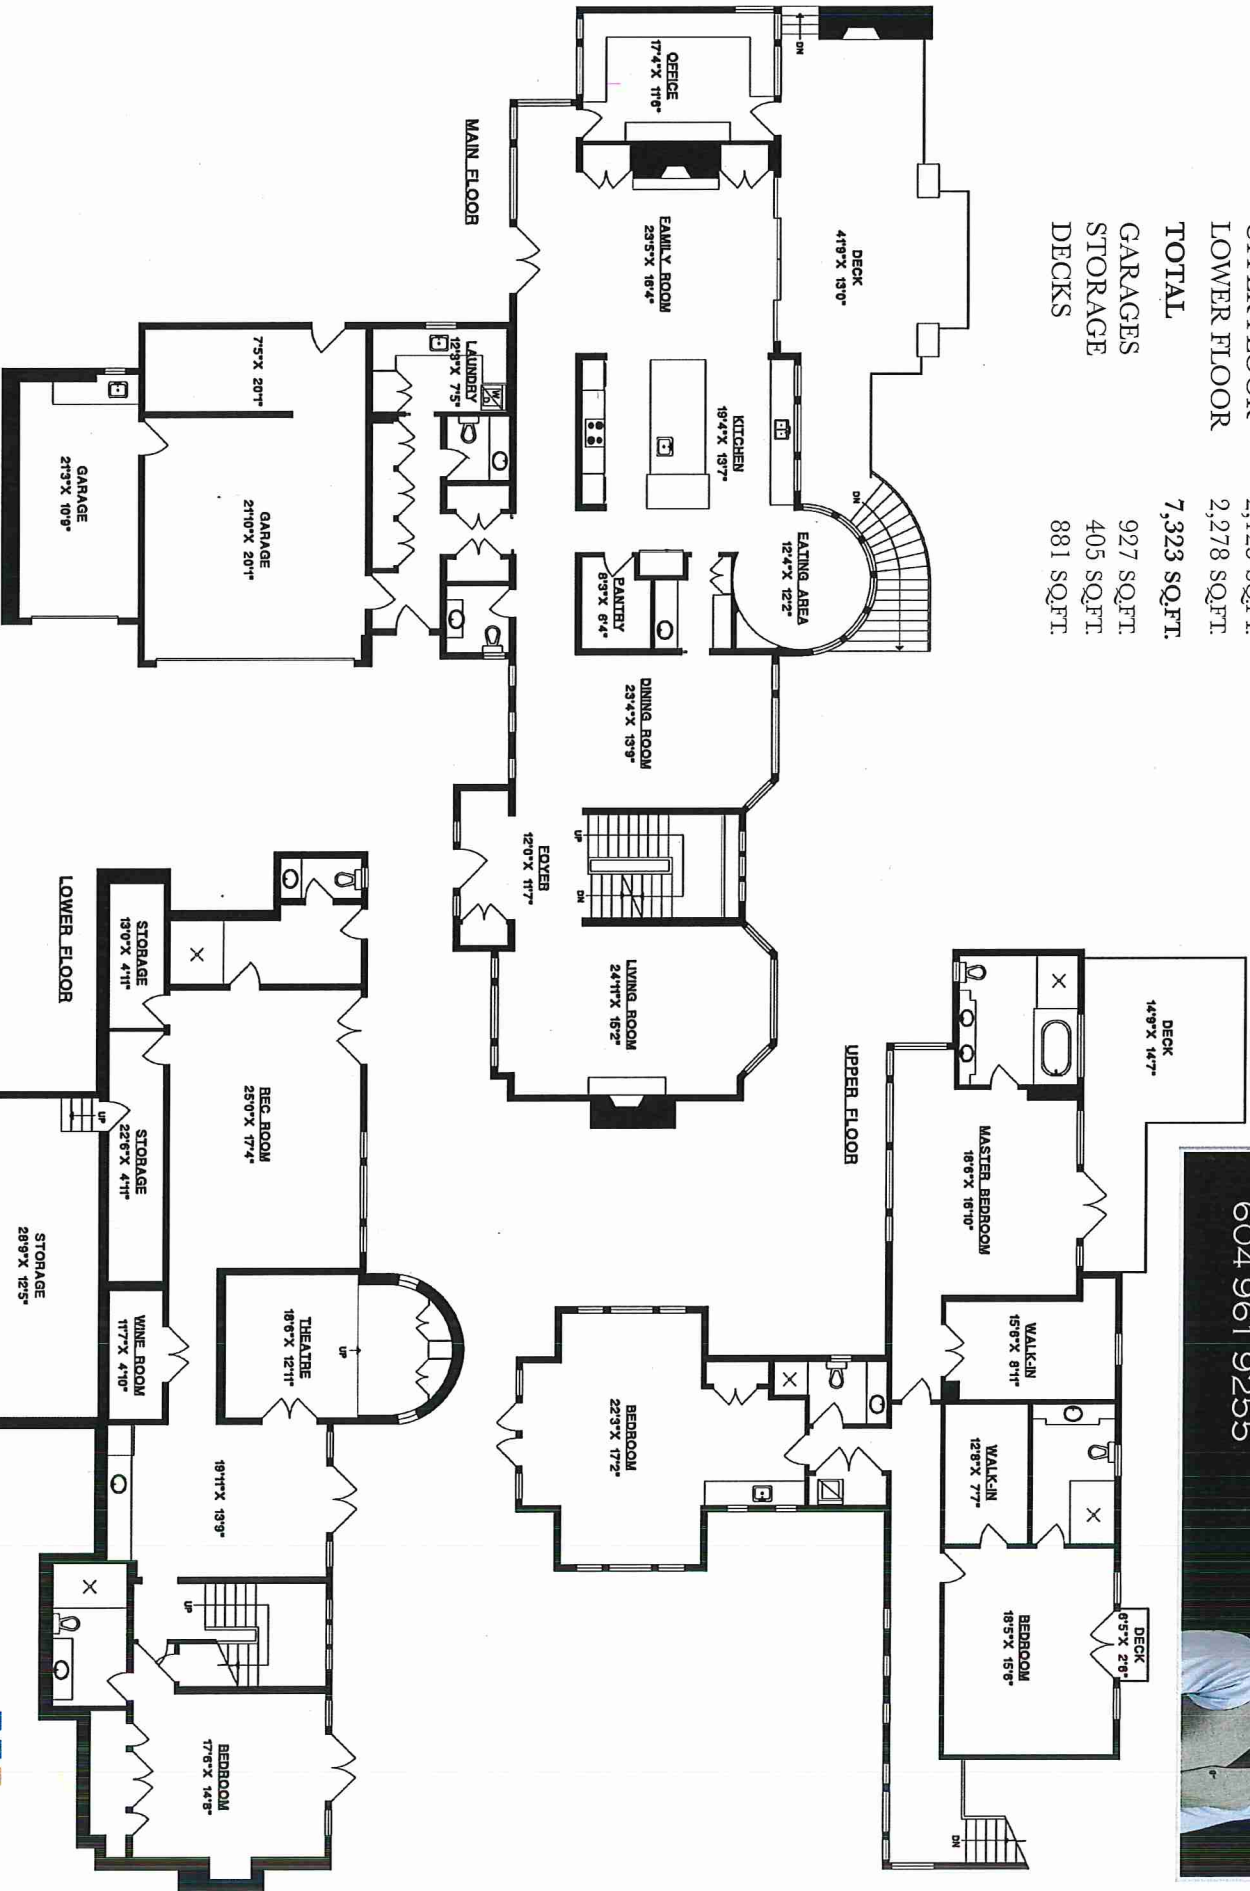 LOWER FLOOR 2,278 SQ.FT.
TOTAL 7,323 SQ.FT.
GARAGES 927 SQ.FT.
STORAGE 405 SQ.FT.
DECKS 881 SQ.FT.
604 961 9255
DN
DECK
41'9"X 13'0"
OFFICE
17'4"X 11'6"
FAMILY ROOM
23'5"X 16'4"
KITCHEN
19'4"X 13'7"
DN
EATING AREA
12'4"X 12'2"
PANTRY
8'3"X 6'4"
DINING ROOM
23'4"X 13'9"
UP
DN
FOYER
12'0"X 11'7"
LIVING ROOM
24'11"X 15'2"
MAIN FLOOR
LAUNDRY
12'3"X 7'5"
W/D
7'5"X 20'1"
GARAGE
21'10"X 20'1"
GARAGE
21'3"X 10'9"
DECK
14'9"X 14'7"
MASTER BEDROOM
18'6"X 16'10"
WALK-IN
15'6"X 8'11"
WALK-IN
12'8"X 7'7"
BEDROOM
18'5"X 15'6"
DECK
6'5"X 2'6"
DN
UPPER FLOOR
BEDROOM
22'3"X 17'2"
REC ROOM
25'0"X 17'4"
THEATRE
18'6"X 12'11"
UP
19'11"X 13'9"
UP
BEDROOM
17'6"X 14'8"
STORAGE
13'0"X 4'11"
STORAGE
22'6"X 4'11"
UP
WINE ROOM
11'7"X 4'10"
STORAGE
28'9"X 12'5"
LOWER FLOOR